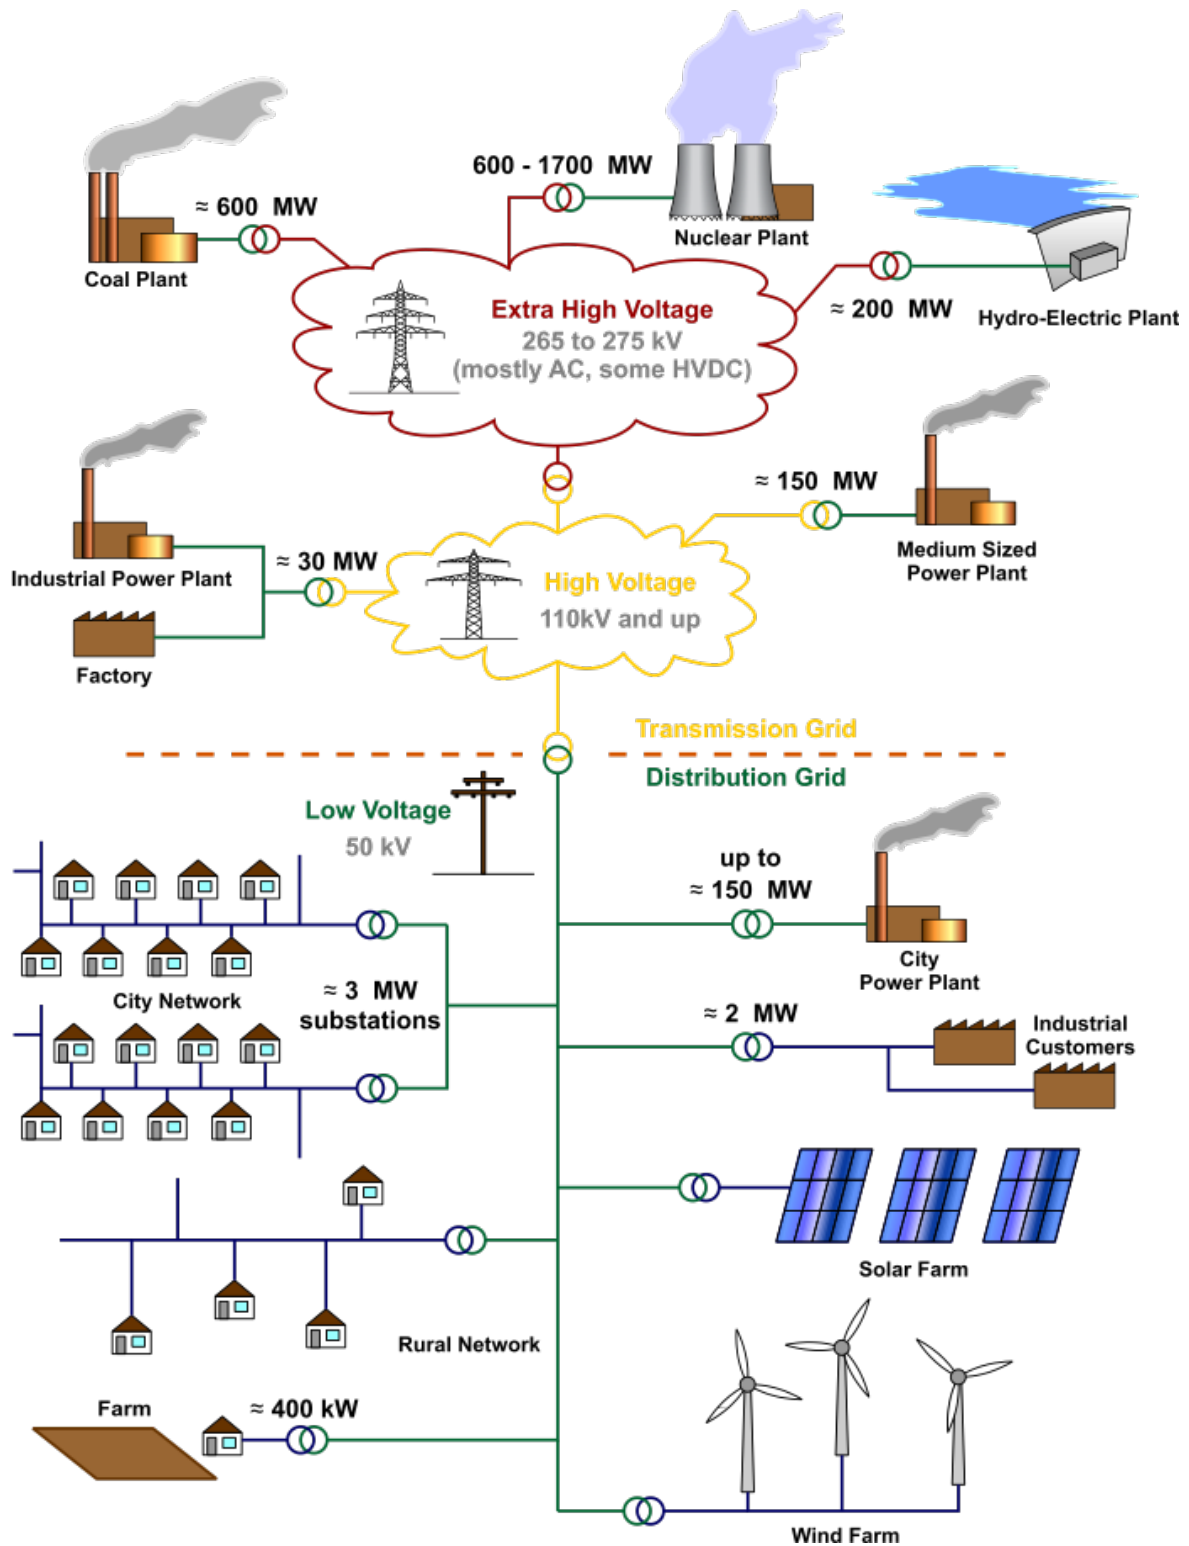 600 - 1700  MW
≈ 600  MW
Nuclear Plant
Coal Plant
≈ 200  MW
Hydro-Electric Plant
Extra High Voltage
265 to 275 kV
(mostly AC, some HVDC)
≈ 150  MW
Medium Sized
Power Plant
≈ 30 MW
Industrial Power Plant
High Voltage
110kV and up
Factory
Transmission Grid
Distribution Grid
Low Voltage
50 kV
up to
≈ 150  MW
City
Power Plant
City Network
≈ 3  MW
substations
≈ 2  MW
Industrial
Customers
Solar Farm
Rural Network
Farm
≈ 400 kW
Wind Farm